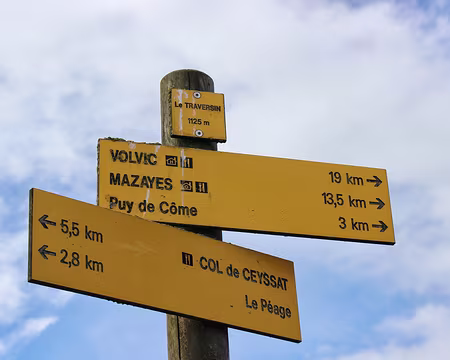 Le TRAVERSIN
1125 m
VOLVIC 19 km →
MAZAYES 13,5 km →
Puy de Côme 3 km →
← 5,5 km COL de CEYSSAT
← 2,8 km Le Péage